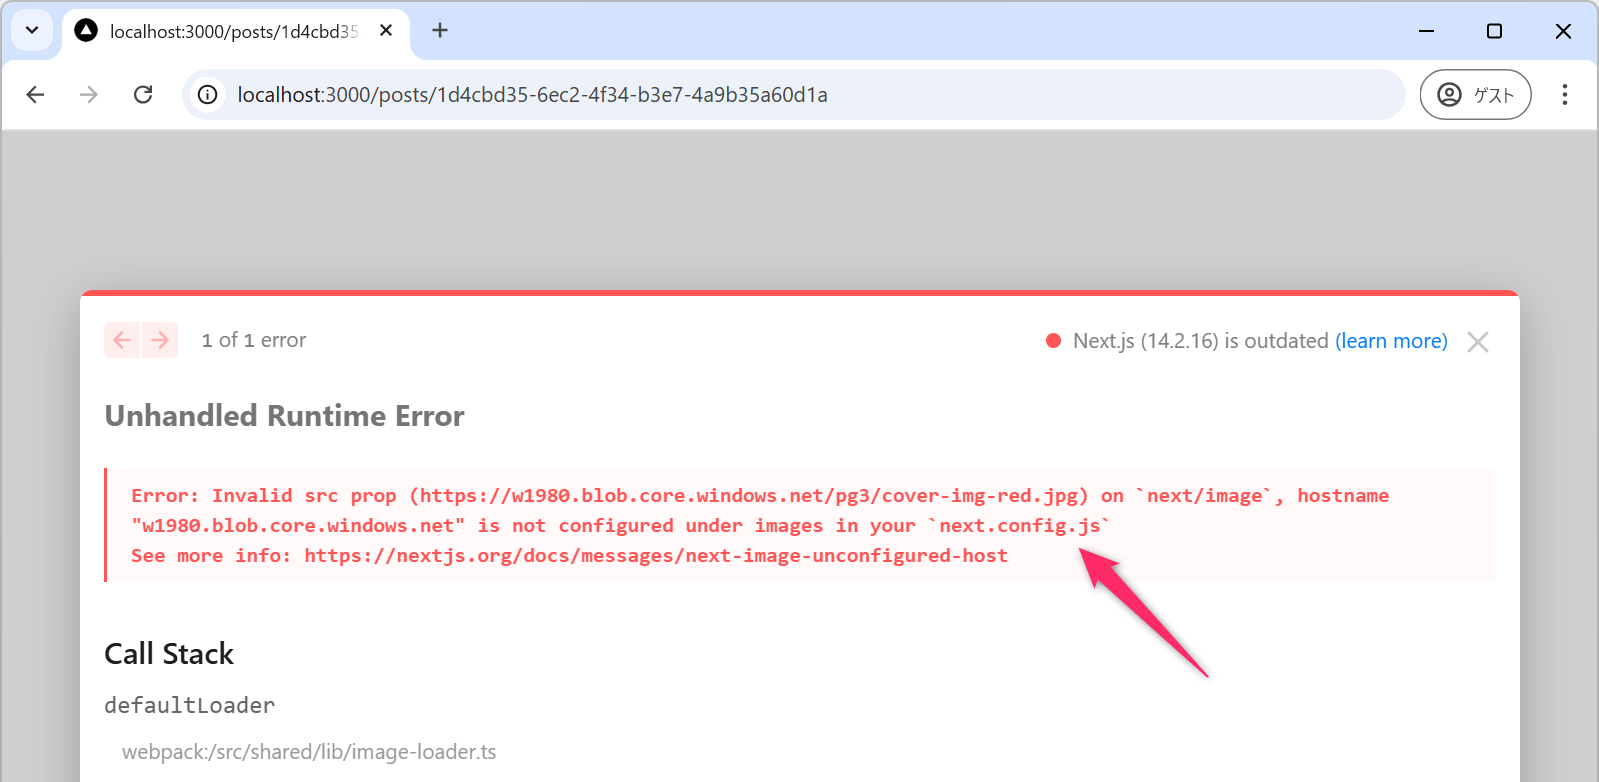 localhost:3000/posts/1d4cbd35
localhost:3000/posts/1d4cbd35-6ec2-4f34-b3e7-4a9b35a60d1a
ゲスト
1 of 1 error
Next.js (14.2.16) is outdated (learn more)
Unhandled Runtime Error
Error: Invalid src prop (https://w1980.blob.core.windows.net/pg3/cover-img-red.jpg) on `next/image`, hostname
"w1980.blob.core.windows.net" is not configured under images in your `next.config.js`
See more info: https://nextjs.org/docs/messages/next-image-unconfigured-host
Call Stack
defaultLoader
webpack:/src/shared/lib/image-loader.ts